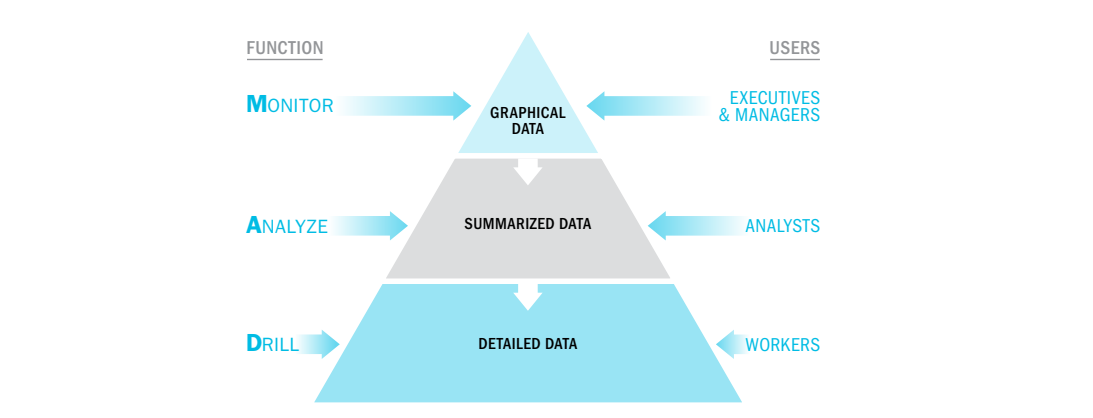 FUNCTION
USERS
MONITOR
GRAPHICAL
DATA
EXECUTIVES
& MANAGERS
ANALYZE
SUMMARIZED DATA
ANALYSTS
DRILL
DETAILED DATA
WORKERS